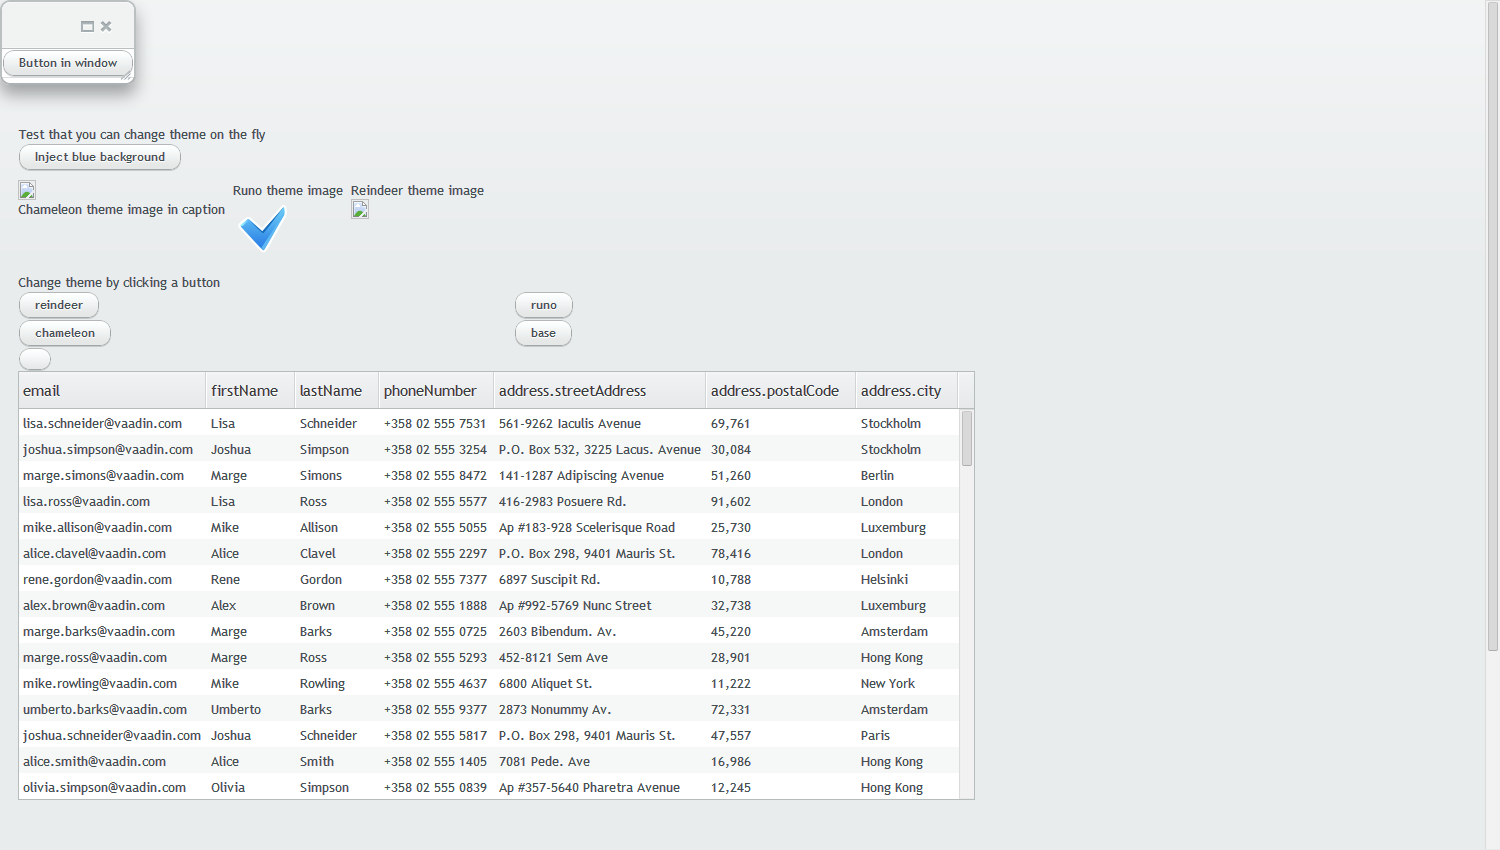 Button in window
Test that you can change theme on the fly
Inject blue background
Runo theme image Reindeer theme image
Chameleon theme image in caption
Change theme by clicking a button
reindeer runo
chameleon base
email firstName lastName phoneNumber address.streetAddress address.postalCode address.city
lisa.schneider@vaadin.com Lisa Schneider +358 02 555 7531 561-9262 Iaculis Avenue 69,761 Stockholm
joshua.simpson@vaadin.com Joshua Simpson +358 02 555 3254 P.O. Box 532, 3225 Lacus. Avenue 30,084 Stockholm
marge.simons@vaadin.com Marge Simons +358 02 555 8472 141-1287 Adipiscing Avenue 51,260 Berlin
lisa.ross@vaadin.com Lisa Ross +358 02 555 5577 416-2983 Posuere Rd. 91,602 London
mike.allison@vaadin.com Mike Allison +358 02 555 5055 Ap #183-928 Scelerisque Road 25,730 Luxemburg
alice.clavel@vaadin.com Alice Clavel +358 02 555 2297 P.O. Box 298, 9401 Mauris St. 78,416 London
rene.gordon@vaadin.com Rene Gordon +358 02 555 7377 6897 Suscipit Rd. 10,788 Helsinki
alex.brown@vaadin.com Alex Brown +358 02 555 1888 Ap #992-5769 Nunc Street 32,738 Luxemburg
marge.barks@vaadin.com Marge Barks +358 02 555 0725 2603 Bibendum. Av. 45,220 Amsterdam
marge.ross@vaadin.com Marge Ross +358 02 555 5293 452-8121 Sem Ave 28,901 Hong Kong
mike.rowling@vaadin.com Mike Rowling +358 02 555 4637 6800 Aliquet St. 11,222 New York
umberto.barks@vaadin.com Umberto Barks +358 02 555 9377 2873 Nonummy Av. 72,331 Amsterdam
joshua.schneider@vaadin.com Joshua Schneider +358 02 555 5817 P.O. Box 298, 9401 Mauris St. 47,557 Paris
alice.smith@vaadin.com Alice Smith +358 02 555 1405 7081 Pede. Ave 16,986 Hong Kong
olivia.simpson@vaadin.com Olivia Simpson +358 02 555 0839 Ap #357-5640 Pharetra Avenue 12,245 Hong Kong